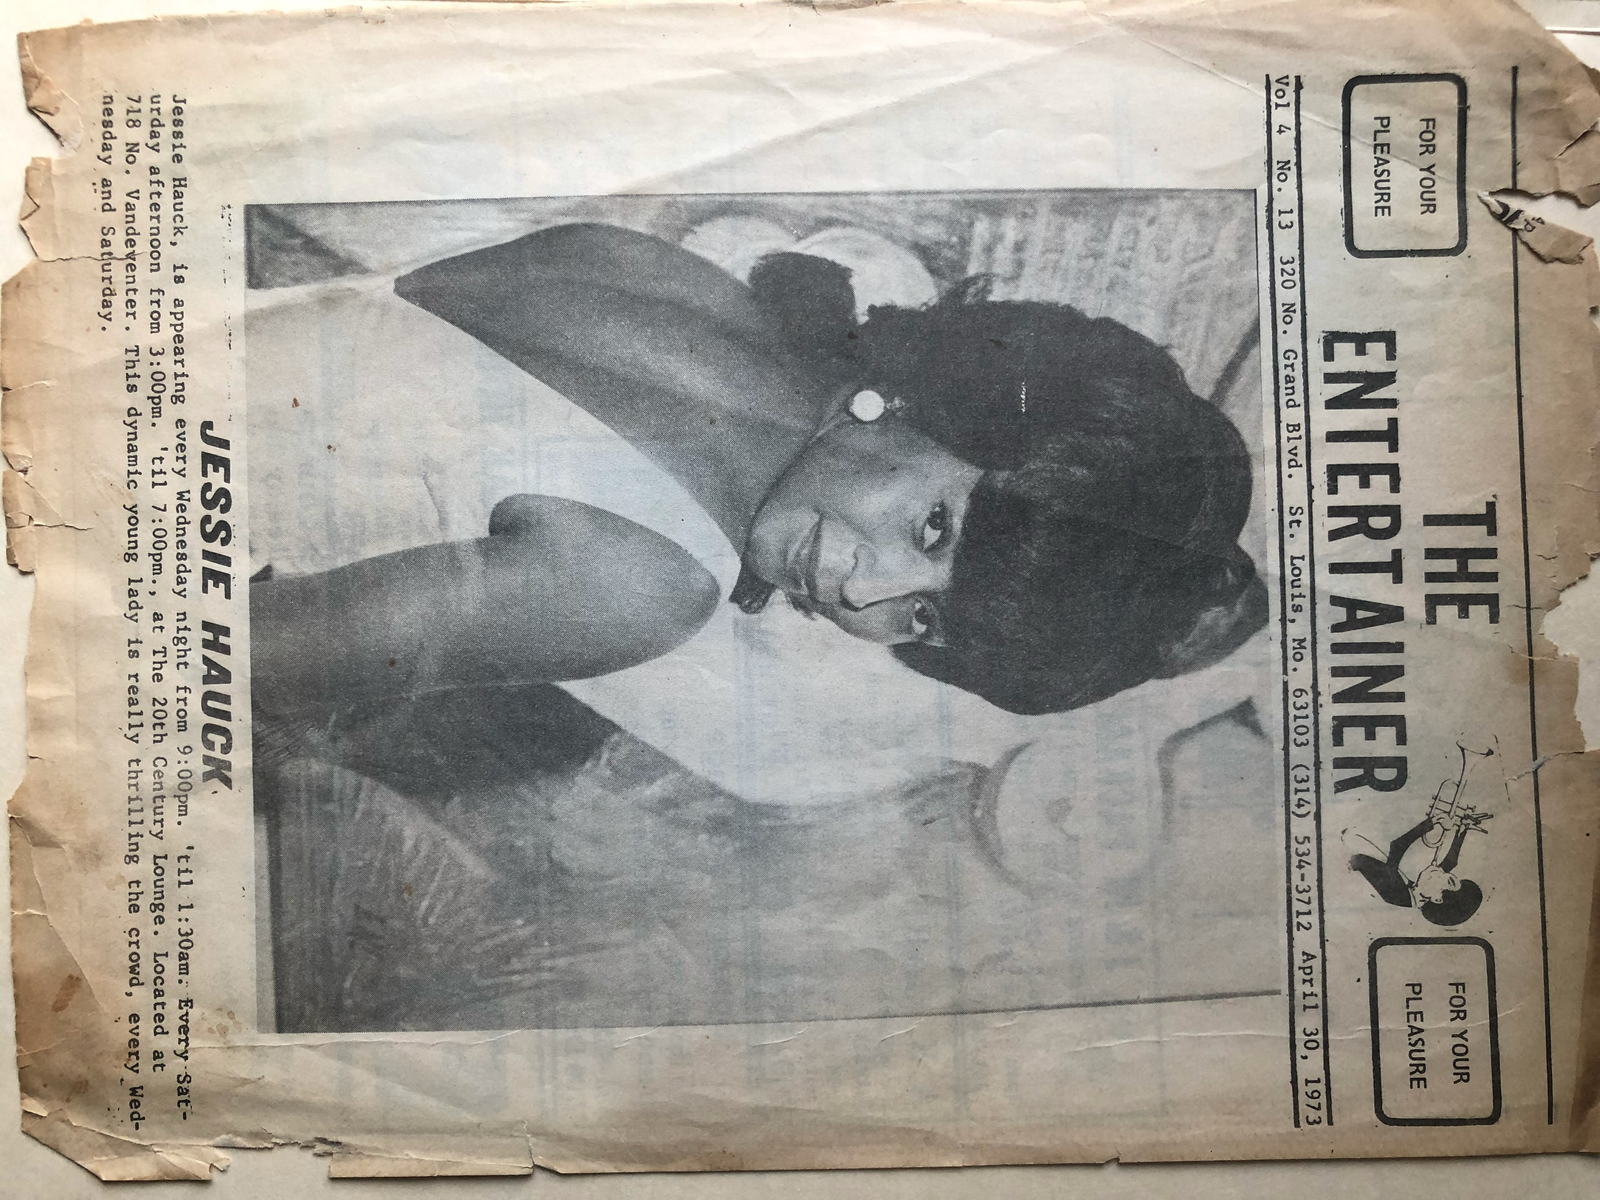 FOR YOUR
PLEASURE
THE
ENTERTAINER
FOR YOUR
PLEASURE
Vol 4 No. 13 320 No. Grand Blvd. St. Louis, Mo. 63103 (314) 534-3712 April 30, 1973
JESSIE HAUCK
Jessie Hauck, is appearing every Wednesday night from 9:00pm. 'til 1:30am. Every Sat-
urday afternoon from 3:00pm. 'til 7:00pm., at The 20th Century Lounge. Located at
718 No. Vandeventer. This dynamic young lady is really thrilling the crowd, every Wed-
nesday and Saturday.